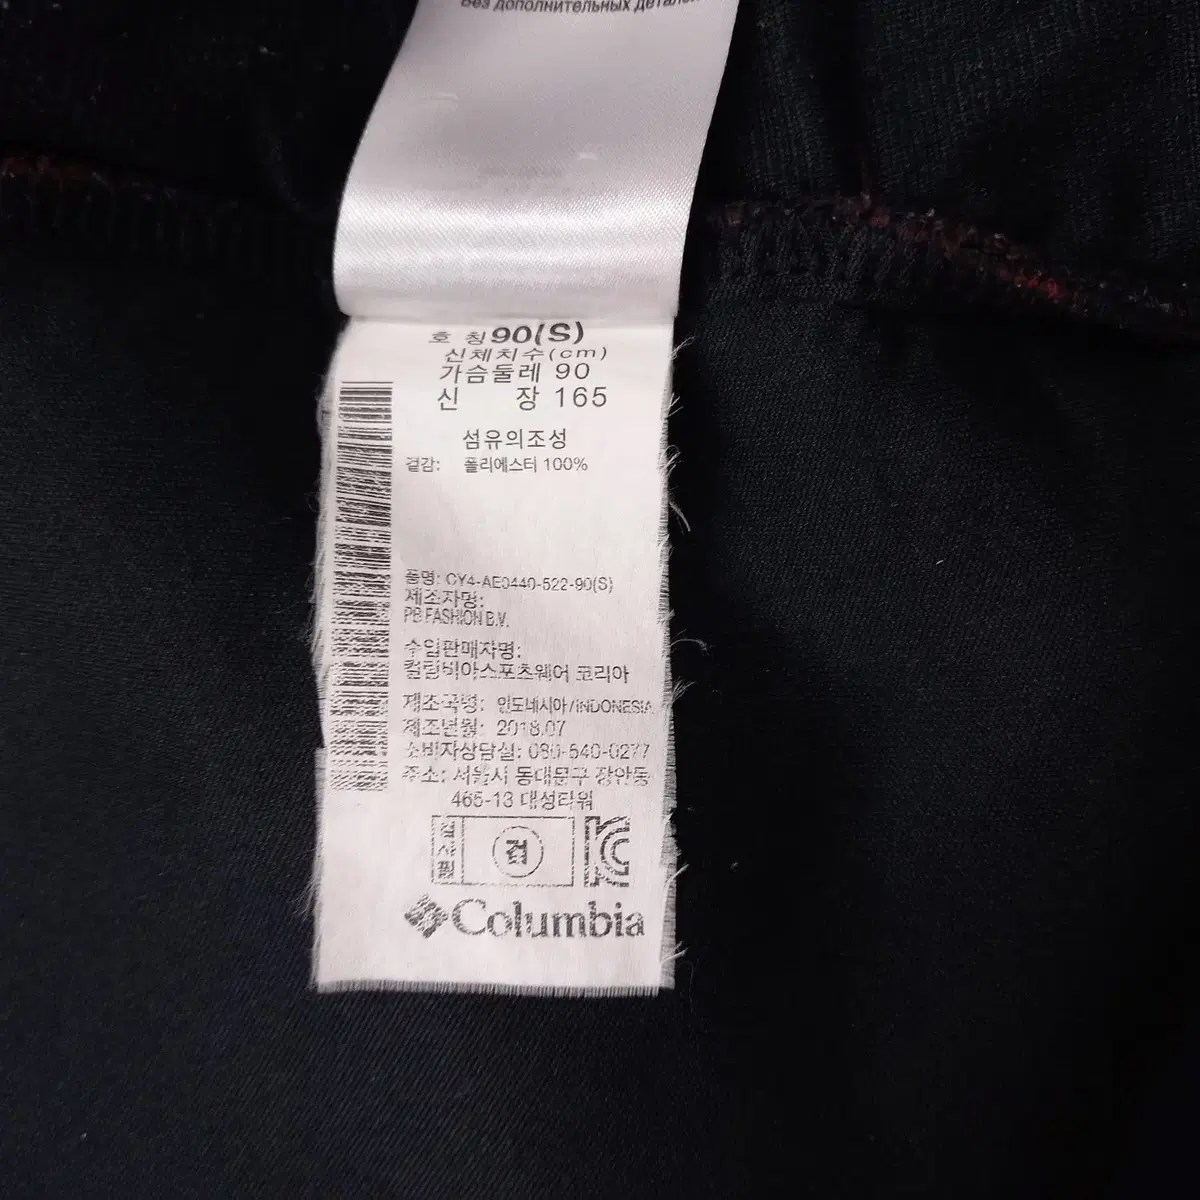 Без дополнительных деталей
호 칭 90(S)
신체치수(cm)
가슴둘레 90
신 장 165
섬유의조성
겉감: 폴리에스터 100%
품명: CY4-AE0440-522-90(S)
제조자명:
PB FASHION B.V.
수입판매자명:
컬럼비아스포츠웨어 코리아
제조국명: 인도네시아/INDONESIA
제조년월: 2018.07
소비자상담실: 080-540-0277
주소: 서울시 동대문구 장안동
465-13 대성타워
검
Columbia